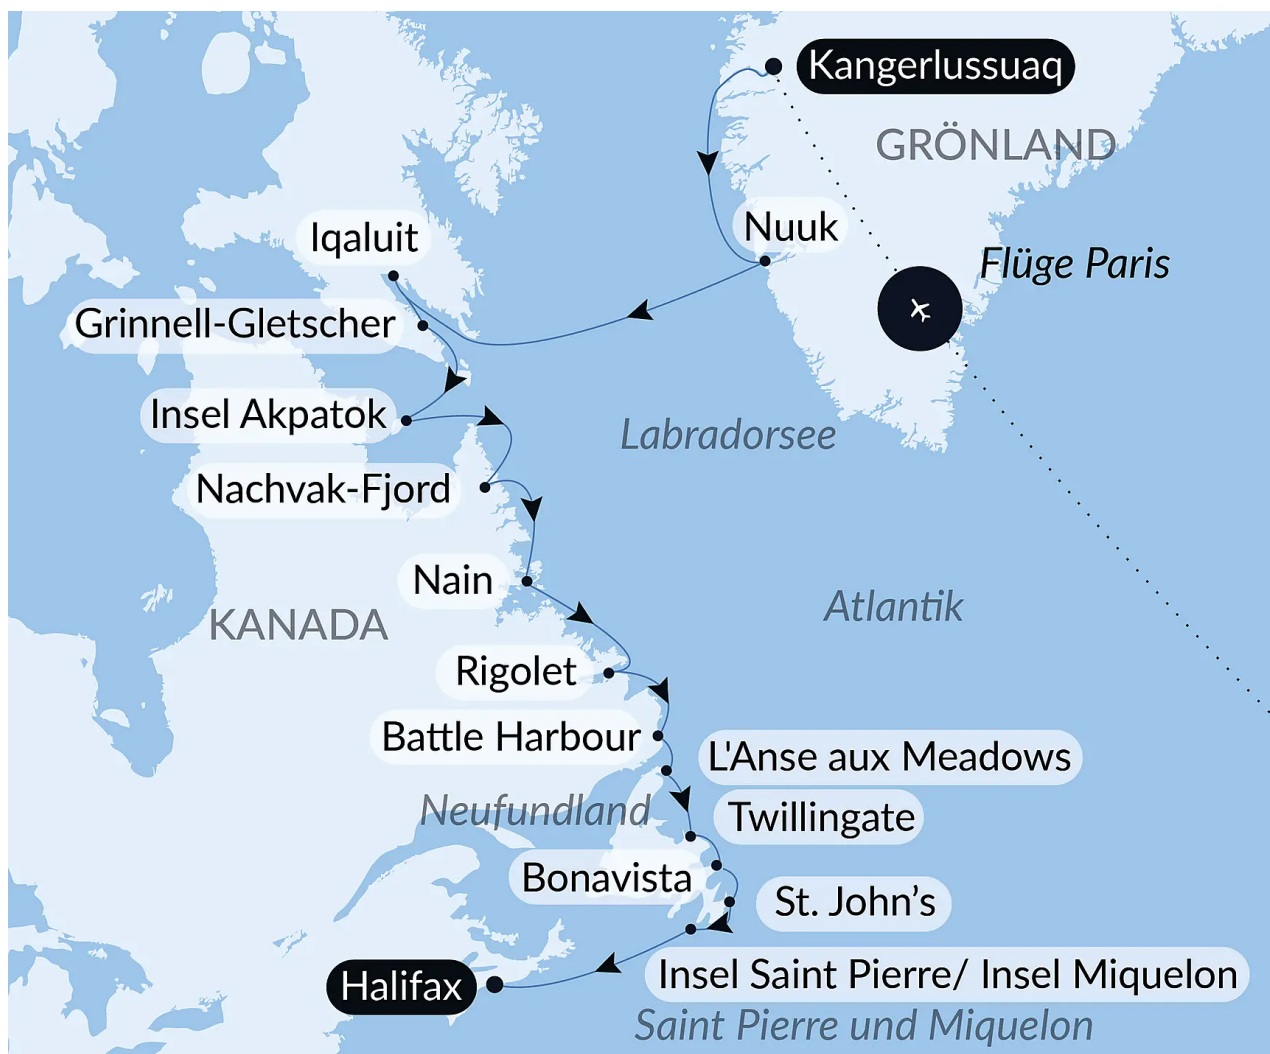 Kangerlussuaq
GRÖNLAND
Nuuk
Iqaluit
Flüge Paris
Grinnell-Gletscher
Insel Akpatok
Labradorsee
Nachvak-Fjord
Nain
Atlantik
KANADA
Rigolet
Battle Harbour
L'Anse aux Meadows
Neufundland
Twillingate
Bonavista
St. John’s
Insel Saint Pierre/ Insel Miquelon
Halifax
Saint Pierre und Miquelon